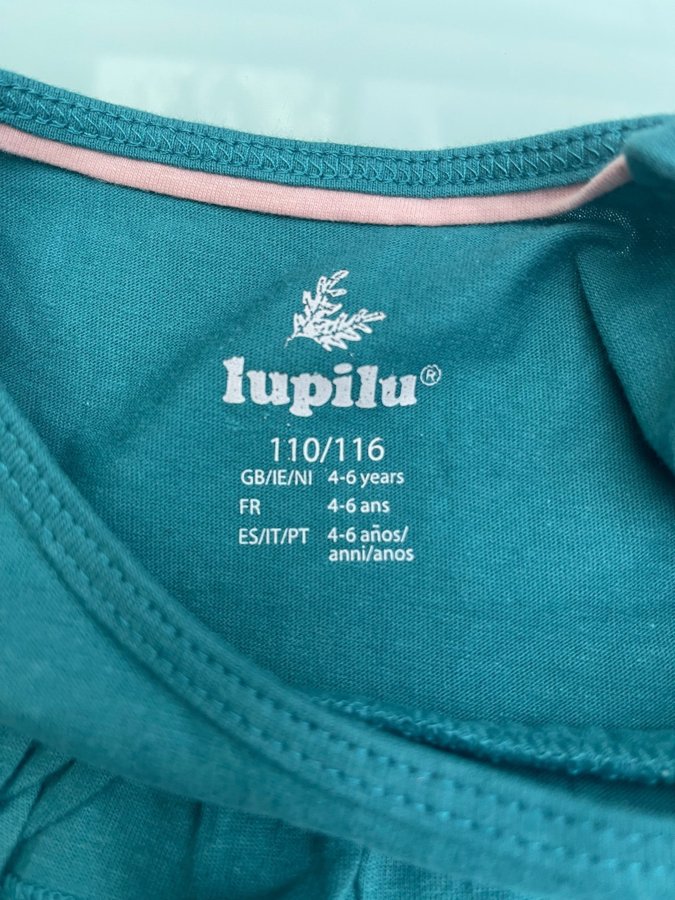 lupilu®
110/116
GB/IE/NI 4-6 years
FR 4-6 ans
ES/IT/PT 4-6 años/
anni/anos